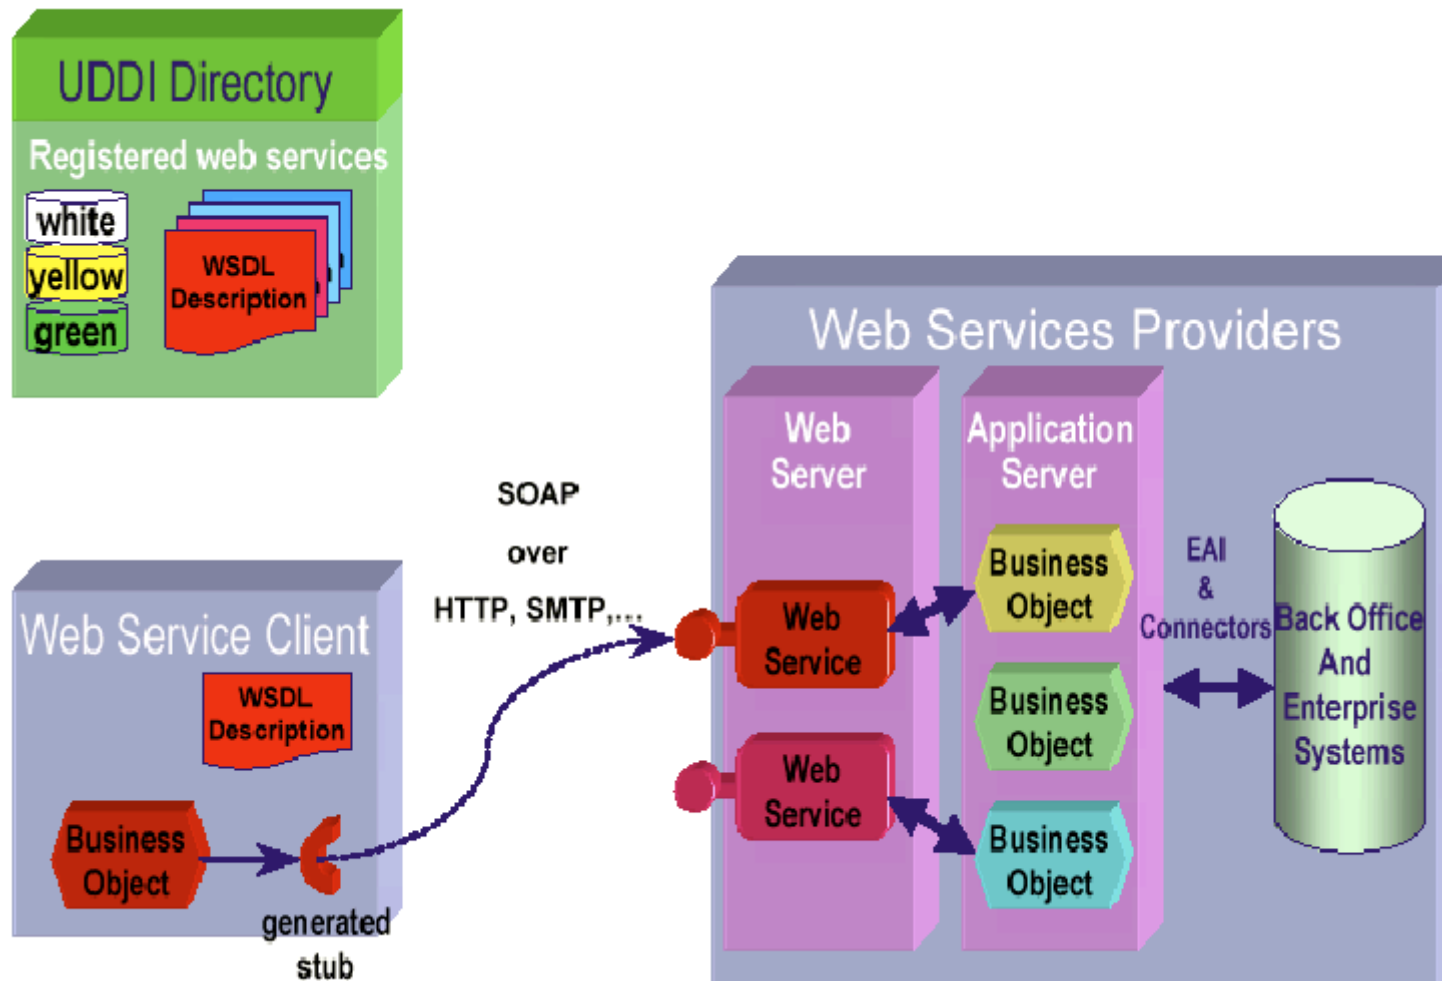 UDDI Directory
Registered web services
white
yellow
green
WSDL
Description
Web Services Providers
Web
Server
Application
Server
SOAP
over
HTTP, SMTP,...
Web Service Client
WSDL
Description
Business
Object
generated
stub
Web
Service
Web
Service
Business
Object
Business
Object
Business
Object
EAI
&
Connectors
Back Office
And
Enterprise
Systems